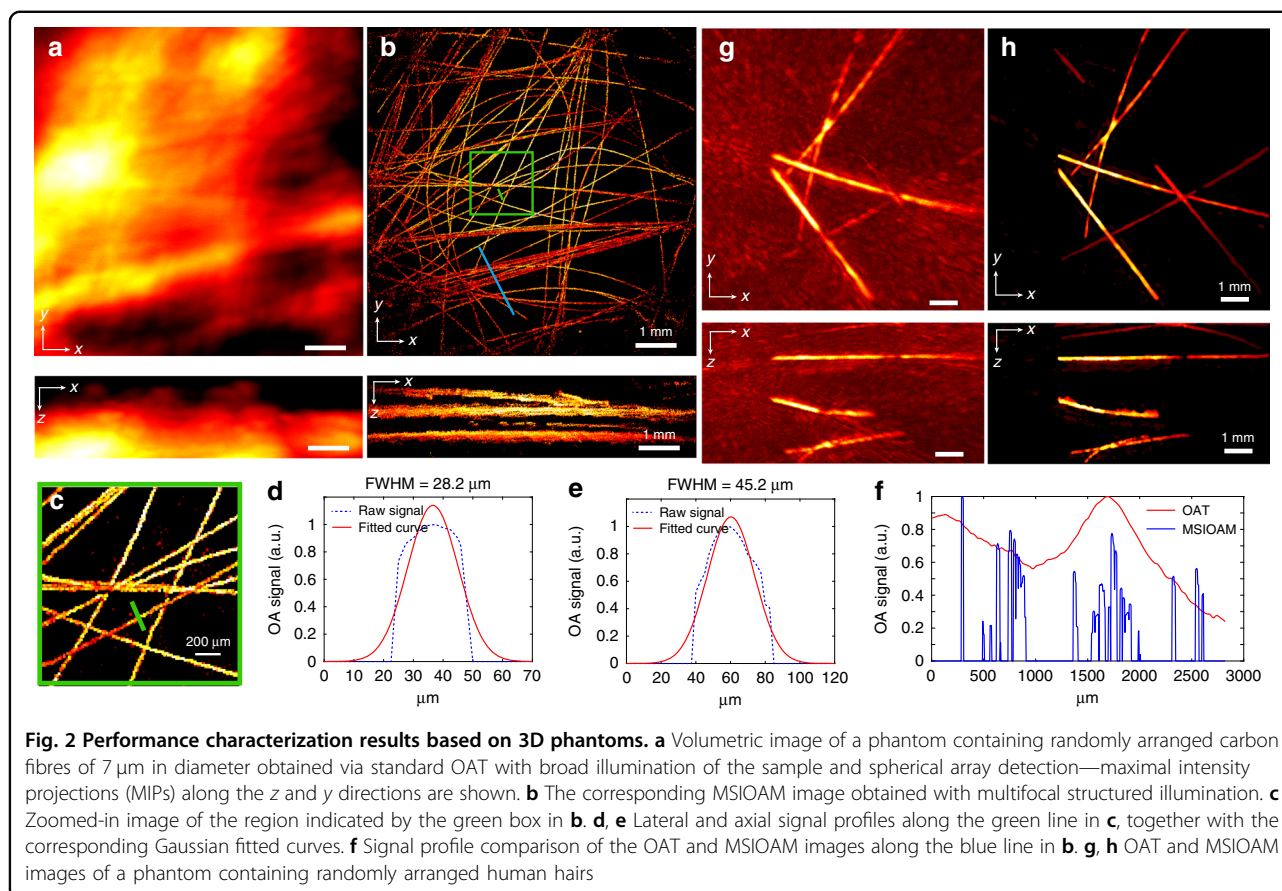 a
y
x
x
z
b
y
x
1 mm
x
z
1 mm
g
y
x
x
z
h
y
x
1 mm
x
z
1 mm
c
200 μm
d
FWHM = 28.2 μm
Raw signal
Fitted curve
OA signal (a.u.)
1
0.8
0.6
0.4
0.2
0
0 10 20 30 40 50 60 70
μm
e
FWHM = 45.2 μm
Raw signal
Fitted curve
OA signal (a.u.)
1
0.8
0.6
0.4
0.2
0
0 20 40 60 80 100 120
μm
f
OAT
MSIOAM
OA signal (a.u.)
1
0.8
0.6
0.4
0.2
0
0 500 1000 1500 2000 2500 3000
μm
Fig. 2 Performance characterization results based on 3D phantoms. a Volumetric image of a phantom containing randomly arranged carbon
fibres of 7 μm in diameter obtained via standard OAT with broad illumination of the sample and spherical array detection—maximal intensity
projections (MIPs) along the z and y directions are shown. b The corresponding MSIOAM image obtained with multifocal structured illumination. c
Zoomed-in image of the region indicated by the green box in b. d, e Lateral and axial signal profiles along the green line in c, together with the
corresponding Gaussian fitted curves. f Signal profile comparison of the OAT and MSIOAM images along the blue line in b. g, h OAT and MSIOAM
images of a phantom containing randomly arranged human hairs